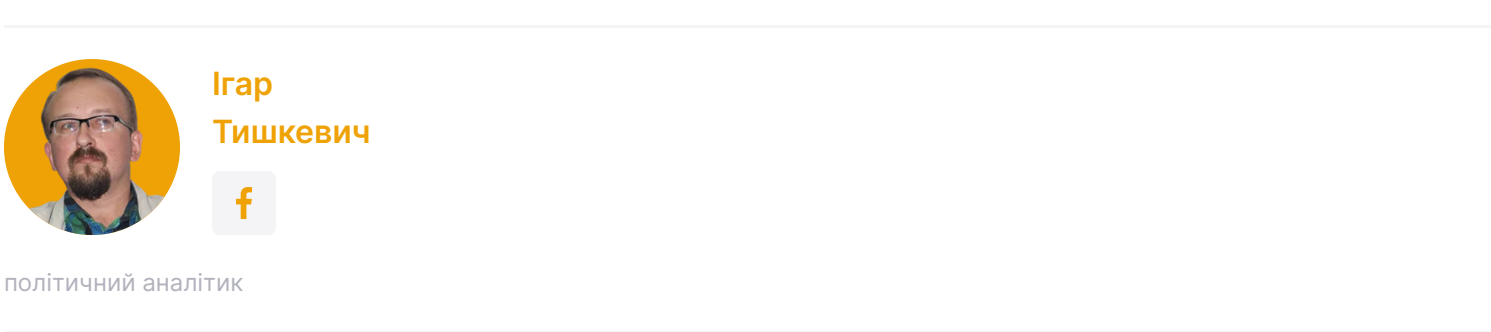 Ігар
Тишкевич
політичний аналітик